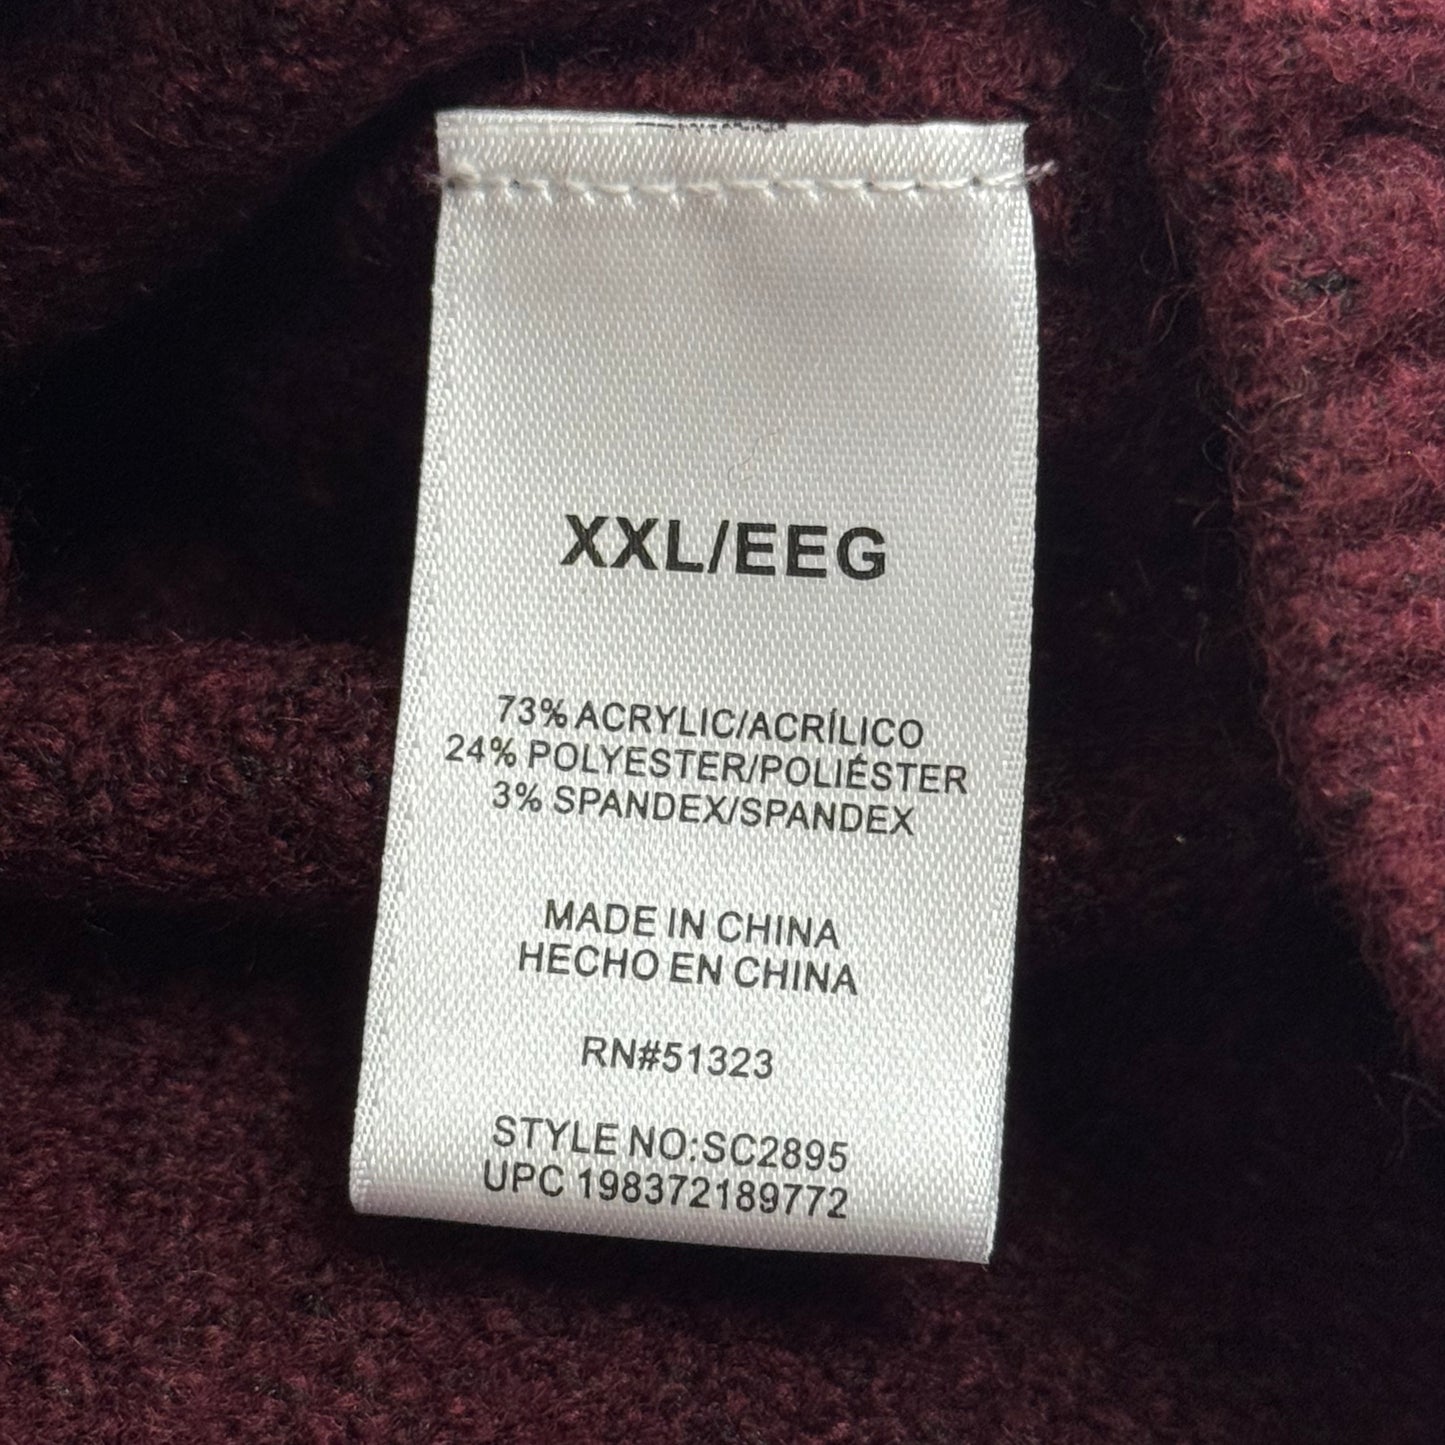 XXL/EEG
73% ACRYLIC/ACRÍLICO
24% POLYESTER/POLIÉSTER
3% SPANDEX/SPANDEX
MADE IN CHINA
HECHO EN CHINA
RN#51323
STYLE NO:SC2895
UPC 198372189772